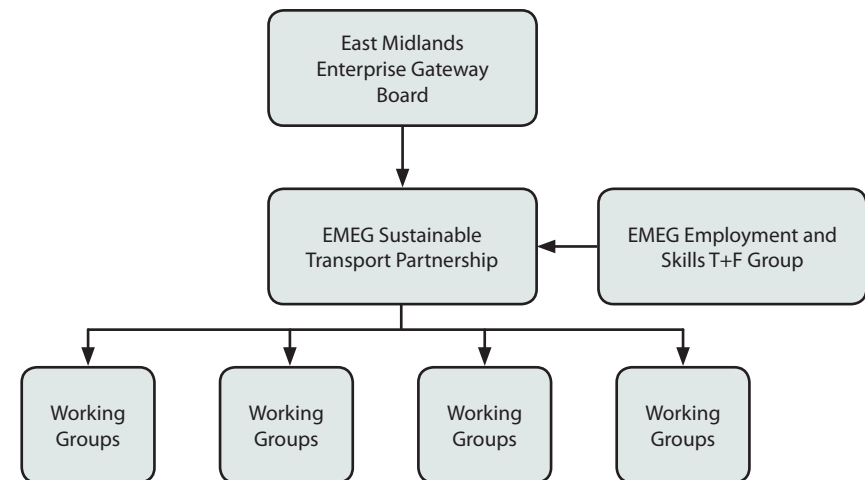 East Midlands
Enterprise Gateway
Board
EMEG Sustainable
Transport Partnership
EMEG Employment and
Skills T+F Group
Working
Groups
Working
Groups
Working
Groups
Working
Groups